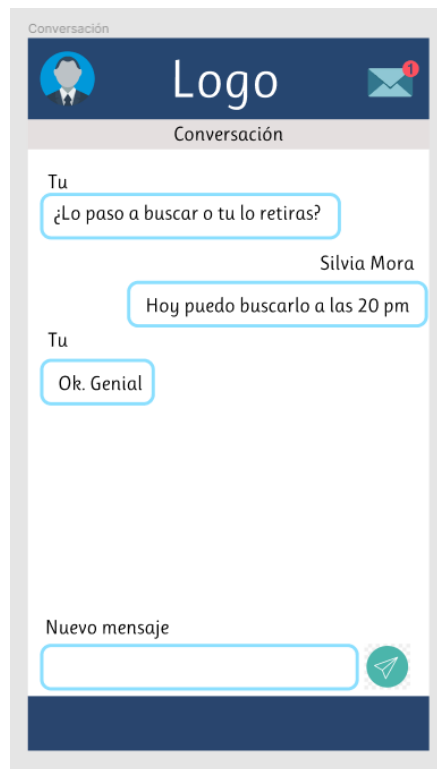 Conversación
Logo
1
Conversación
Tu
¿Lo paso a buscar o tu lo retiras?
Silvia Mora
Hoy puedo buscarlo a las 20 pm
Tu
Ok. Genial
Nuevo mensaje